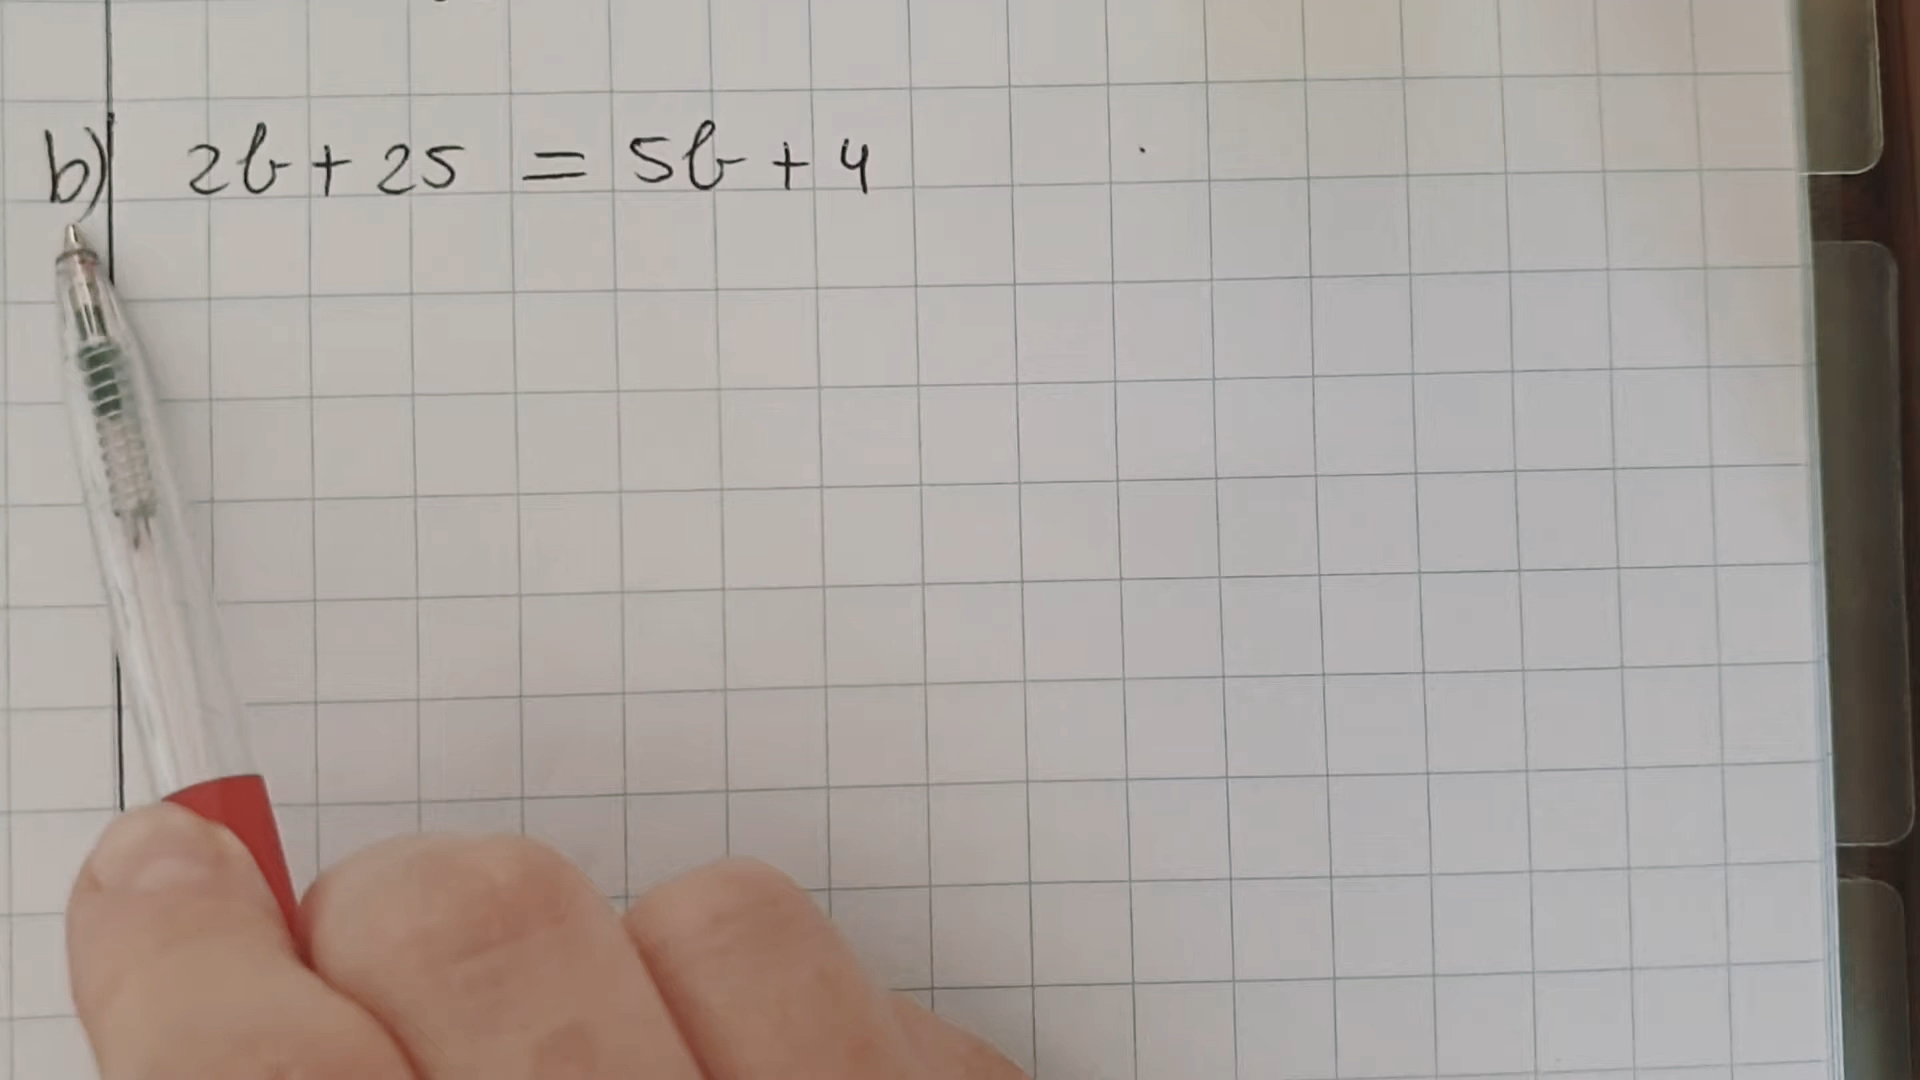 b) 2b + 25 = 5b + 4